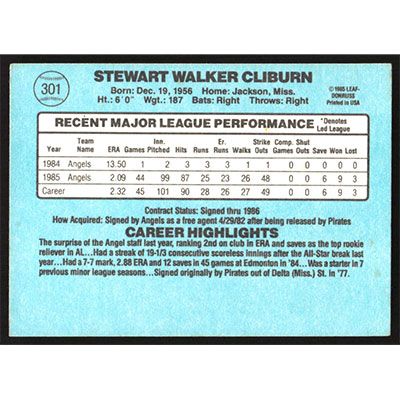 301
STEWART WALKER CLIBURN
Born: Dec. 19, 1956 Home: Jackson, Miss.
Ht.: 6'0" Wgt.: 187 Bats: Right Throws: Right
© 1985 LEAF-
DONRUSS
Printed in USA
RECENT MAJOR LEAGUE PERFORMANCE
*Denotes
Led League
Year Team Name ERA Games Inn. Pitched Hits Runs Er. Runs Walks Strike Outs Comp. Games Shut Outs Save Won Lost
1984 Angels 13.50 1 2 3 3 3 1 1 0 0 0 0 0
1985 Angels 2.09 44 99 87 25 23 26 48 0 0 6 9 3
Career 2.32 45 101 90 28 26 27 49 0 0 6 9 3
Contract Status: Signed thru 1986
How Acquired: Signed by Angels as a free agent 4/29/82 after being released by Pirates
CAREER HIGHLIGHTS
The surprise of the Angel staff last year, ranking 2nd on club in ERA and saves as the top rookie
reliever in AL...Had a streak of 19-1/3 consecutive scoreless innings after the All-Star break last
year...Had a 7-7 mark, 2.88 ERA and 12 saves in 45 games at Edmonton in '84...Was a starter in 7
previous minor league seasons...Signed originally by Pirates out of Delta (Miss.) St. in '77.